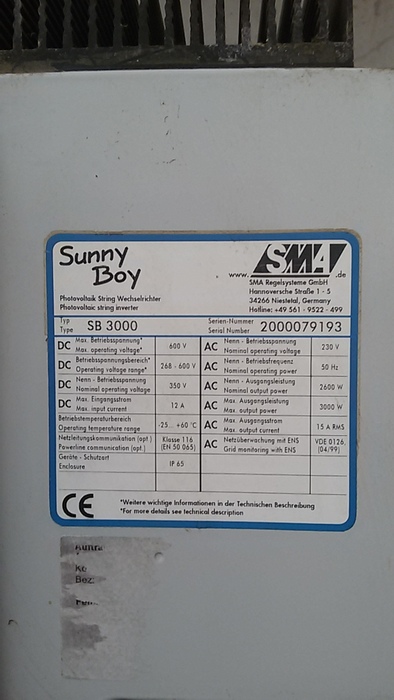 Sunny
Boy
SMA
www. .de
Photovoltaik String Wechselrichter
Photovoltaic string inverter
SMA Regelsysteme GmbH
Hannoversche Straße 1 - 5
34266 Niestetal, Germany
Hotline: +49 561 - 9522 - 499
Typ
Type SB 3000
Serien-Nummer
Serial Number 2000079193
DC Max. Betriebsspannung*
Max. operating voltage* 600 V
AC Nenn - Betriebsspannung
Nominal operating voltage 230 V
DC Betriebsspannungsbereich*
Operating voltage range* 268 - 600 V
AC Nenn - Betriebsfrequenz
Nominal operating power 50 Hz
DC Nenn - Betriebsspannung
Nominal operating voltage 350 V
AC Nenn - Ausgangsleistung
Nominal output power 2600 W
DC Max. Eingangsstrom
Max. input current 12 A
AC Max. Ausgangsleistung
Max. output power 3000 W
Betriebstemperaturbereich
Operating temperature range -25... +60 °C
AC Max. Ausgangsstrom
Max. output current 15 A RMS
Netzleitungskommunikation (opt.)
Powerline communication (opt.) Klasse 116
(EN 50 065)
AC Netzüberwachung mit ENS
Grid monitoring with ENS VDE 0126
(04/99)
Geräte - Schutzart
Enclosure IP 65
CE
*Weitere wichtige Informationen in der Technischen Beschreibung
*For more details see technical description
Bez: